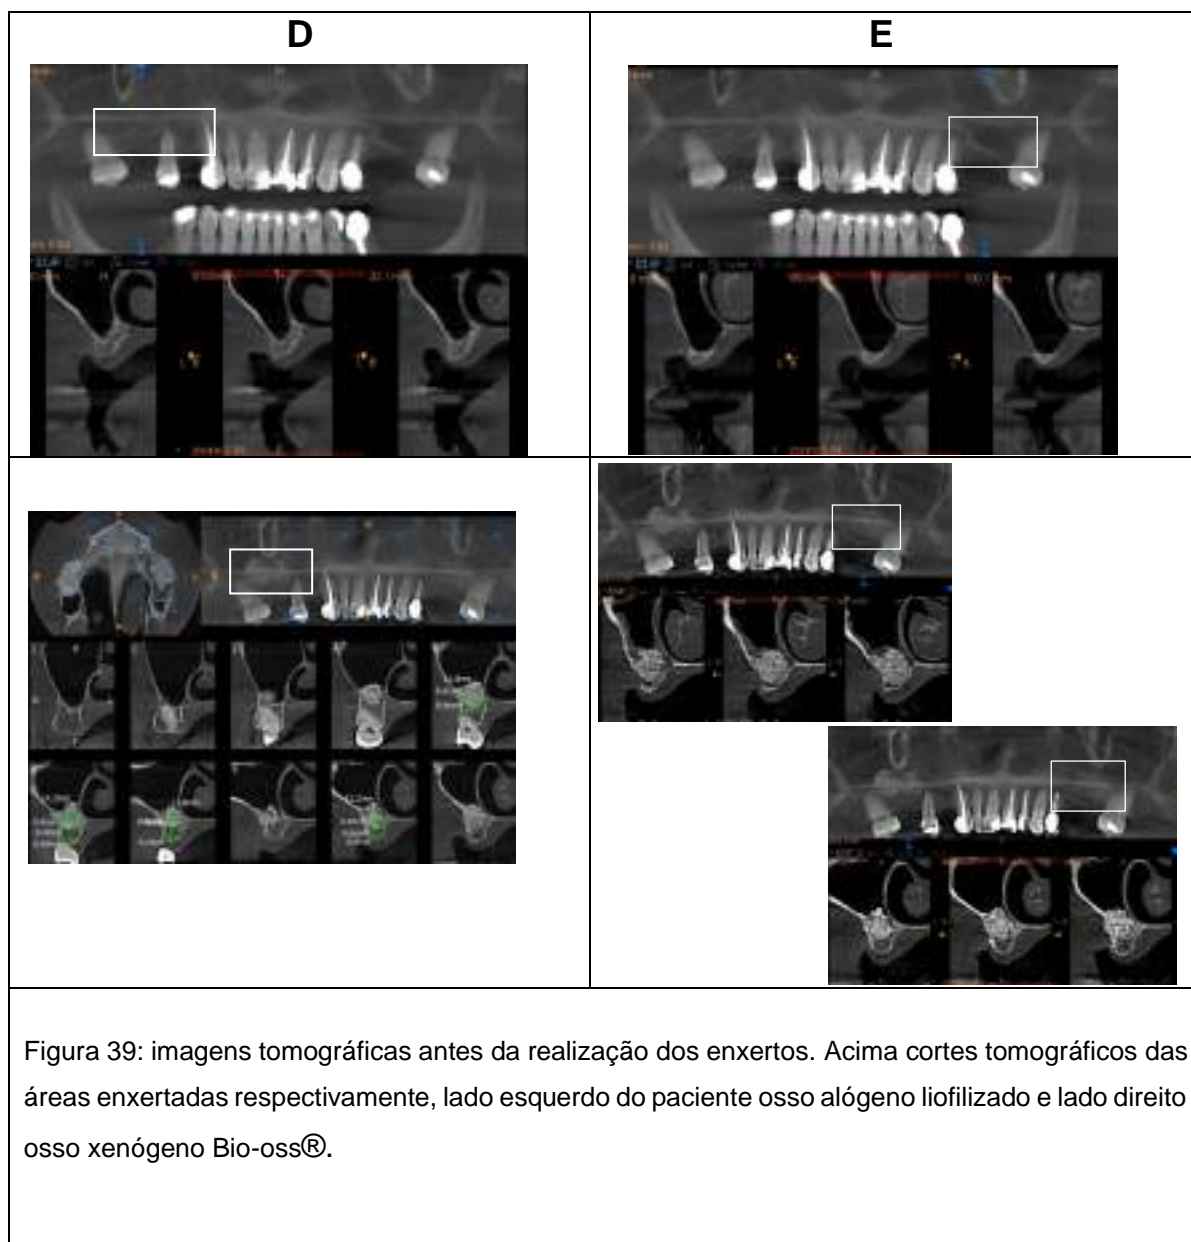 D
E
Figura 39: imagens tomográficas antes da realização dos enxertos. Acima cortes tomográficos das
áreas enxertadas respectivamente, lado esquerdo do paciente osso alógeno liofilizado e lado direito
osso xenógeno Bio-oss®.